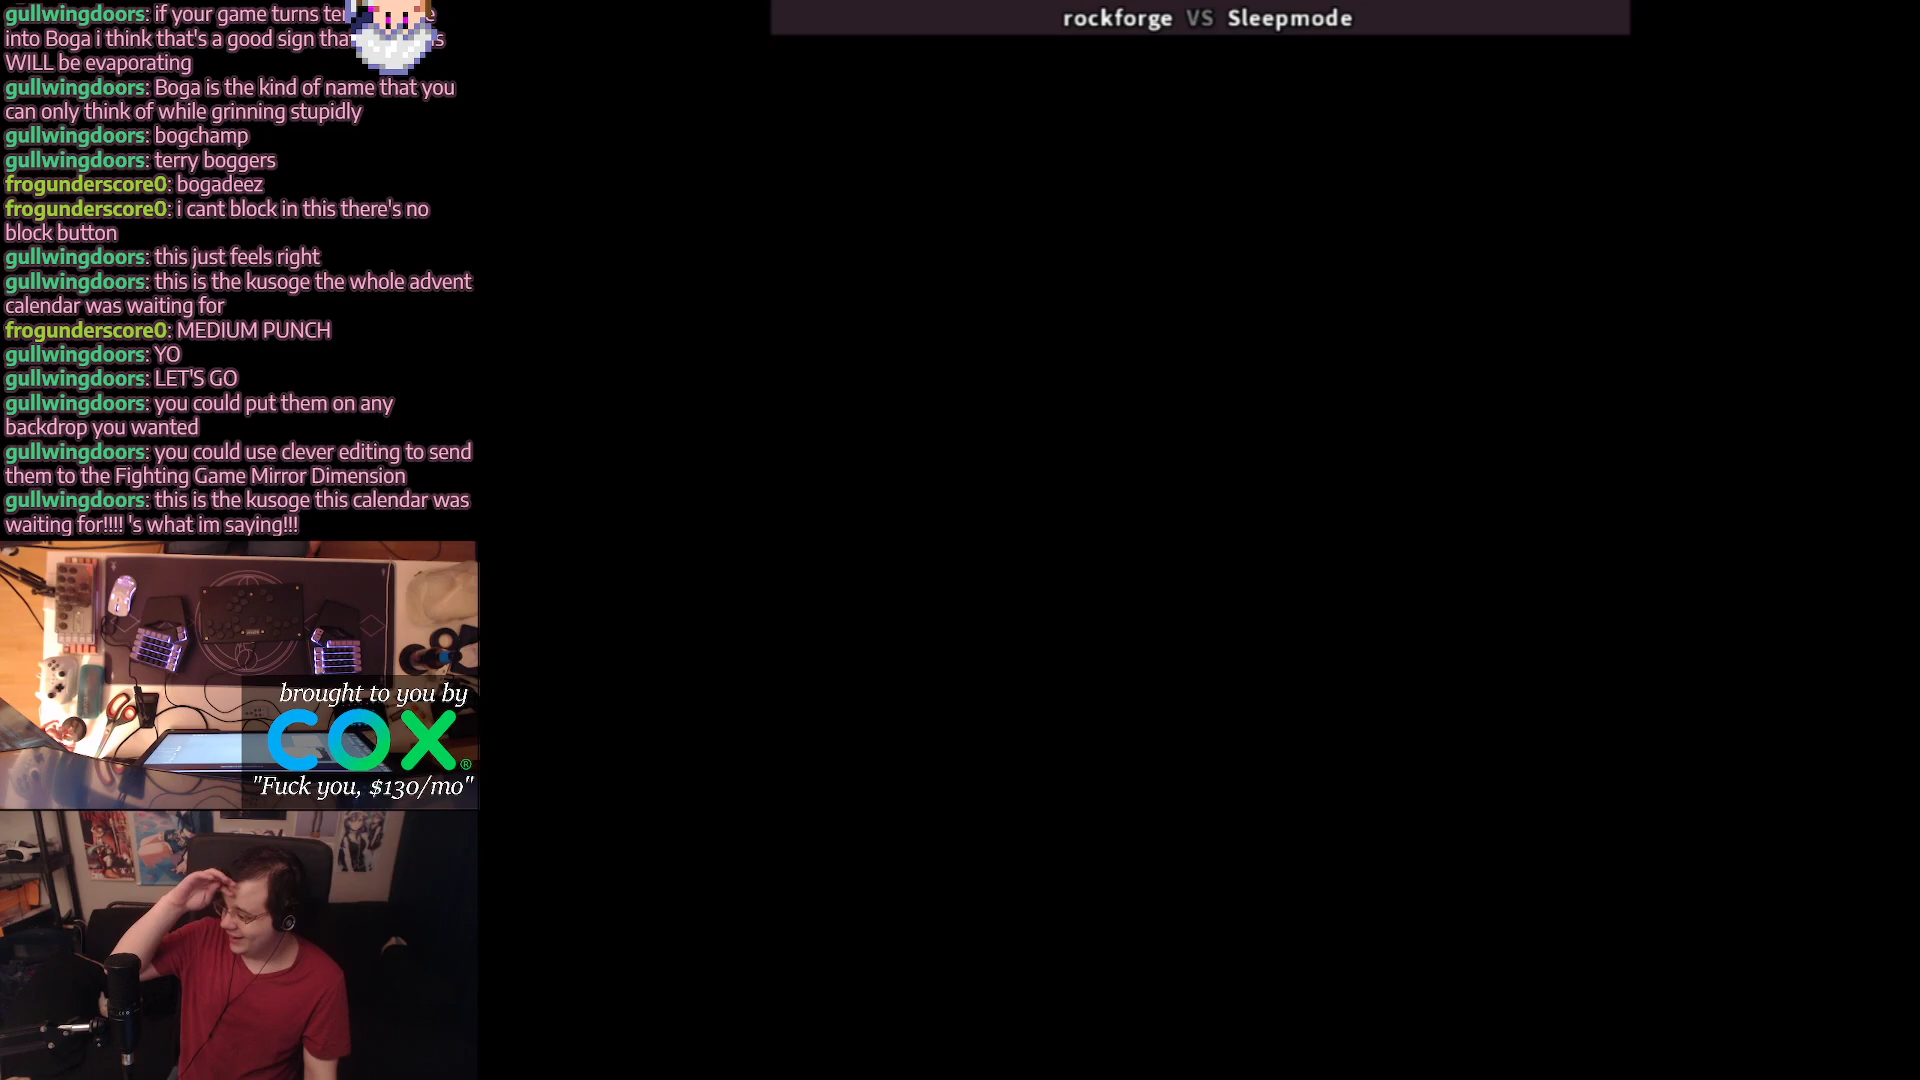 gullwingdoors: if your game turns
into Boga i think that's a good sign
WILL be evaporating
gullwingdoors: Boga is the kind of name that you
can only think of while grinning stupidly
gullwingdoors: bogchamp
gullwingdoors: terry boggers
frogunderscore0: bogadeez
frogunderscore0: i cant block in this there's no
block button
gullwingdoors: this just feels right
gullwingdoors: this is the kusoge the whole advent
calendar was waiting for
frogunderscore0: MEDIUM PUNCH
gullwingdoors: YO
gullwingdoors: LET'S GO
gullwingdoors: you could put them on any
backdrop you wanted
gullwingdoors: you could use clever editing to send
them to the Fighting Game Mirror Dimension
gullwingdoors: this is the kusoge this calendar was
waiting for!!!! 's what im saying!!!
rockforge VS Sleepmode
brought to you by
COX®
"Fuck you, $130/mo"